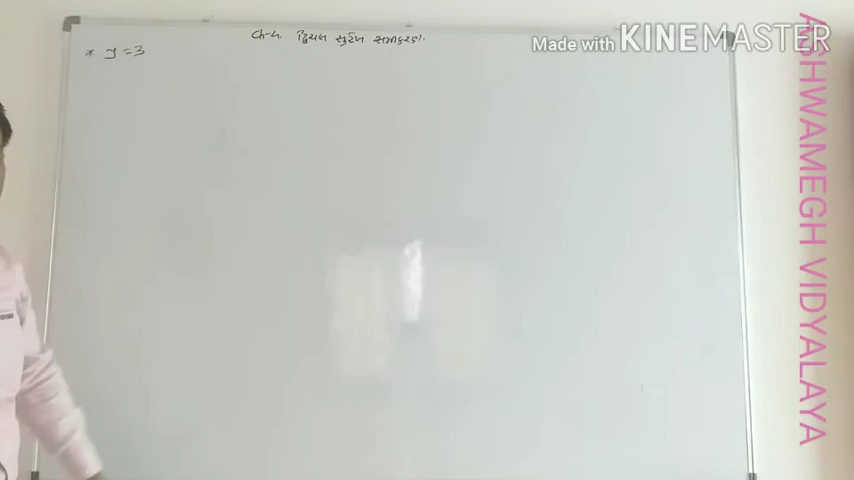 Ch-4. દ્વિચલ સુરેખ સમીકરણો.
* y = 3
Made with KINEMASTER
ASHWAMEGH VIDYALAYA